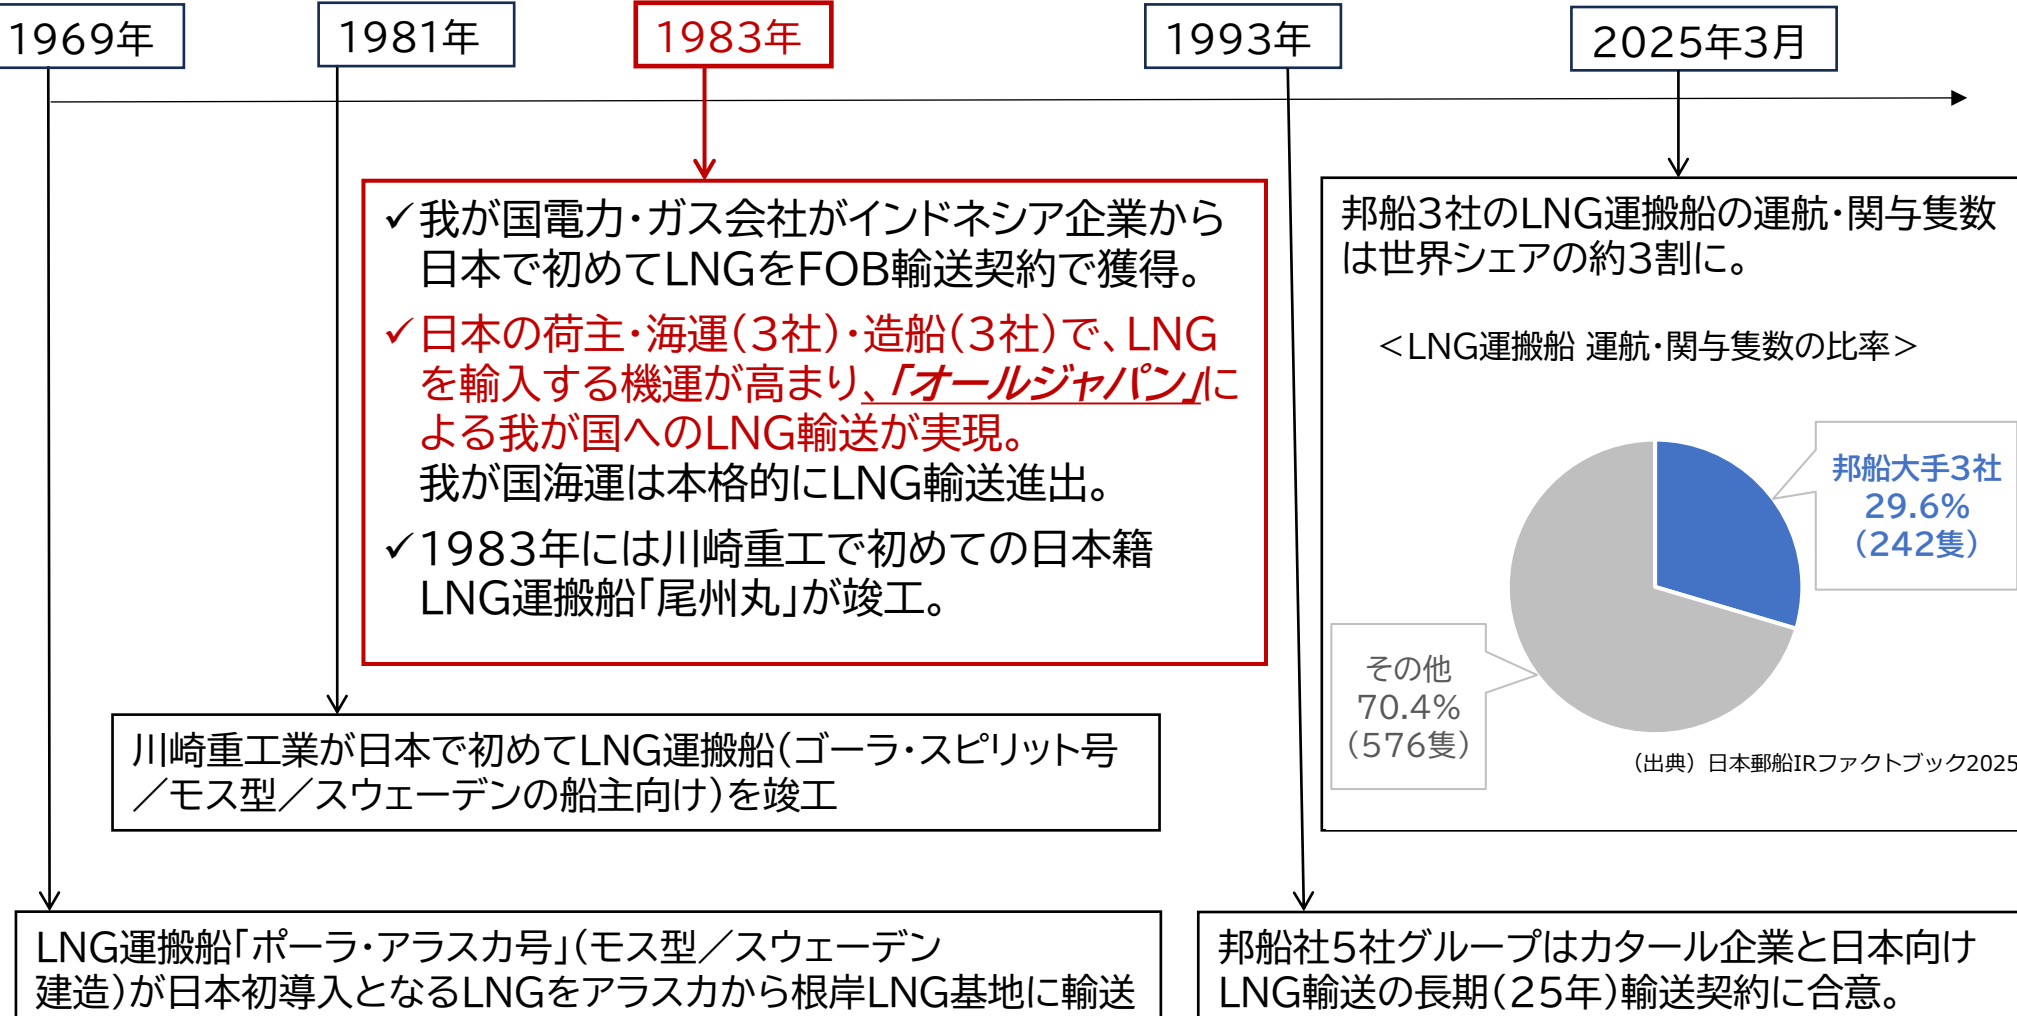 1969年
1981年
1983年
1993年
2025年3月
✓我が国電力・ガス会社がインドネシア企業から
日本で初めてLNGをFOB輸送契約で獲得。
✓日本の荷主・海運(3社)・造船(3社)で、LNG
を輸入する機運が高まり、「オールジャパン」に
よる我が国へのLNG輸送が実現。
我が国海運は本格的にLNG輸送進出。
✓1983年には川崎重工で初めての日本籍
LNG運搬船「尾州丸」が竣工。
邦船3社のLNG運搬船の運航・関与隻数
は世界シェアの約3割に。
＜LNG運搬船 運航・関与隻数の比率＞
邦船大手3社
29.6%
(242隻)
その他
70.4%
(576隻)
（出典）日本郵船IRファクトブック2025
川崎重工業が日本で初めてLNG運搬船(ゴーラ・スピリット号
／モス型／スウェーデンの船主向け)を竣工
LNG運搬船「ポーラ・アラスカ号」(モス型／スウェーデン
建造)が日本初導入となるLNGをアラスカから根岸LNG基地に輸送
邦船社5社グループはカタール企業と日本向け
LNG輸送の長期(25年)輸送契約に合意。